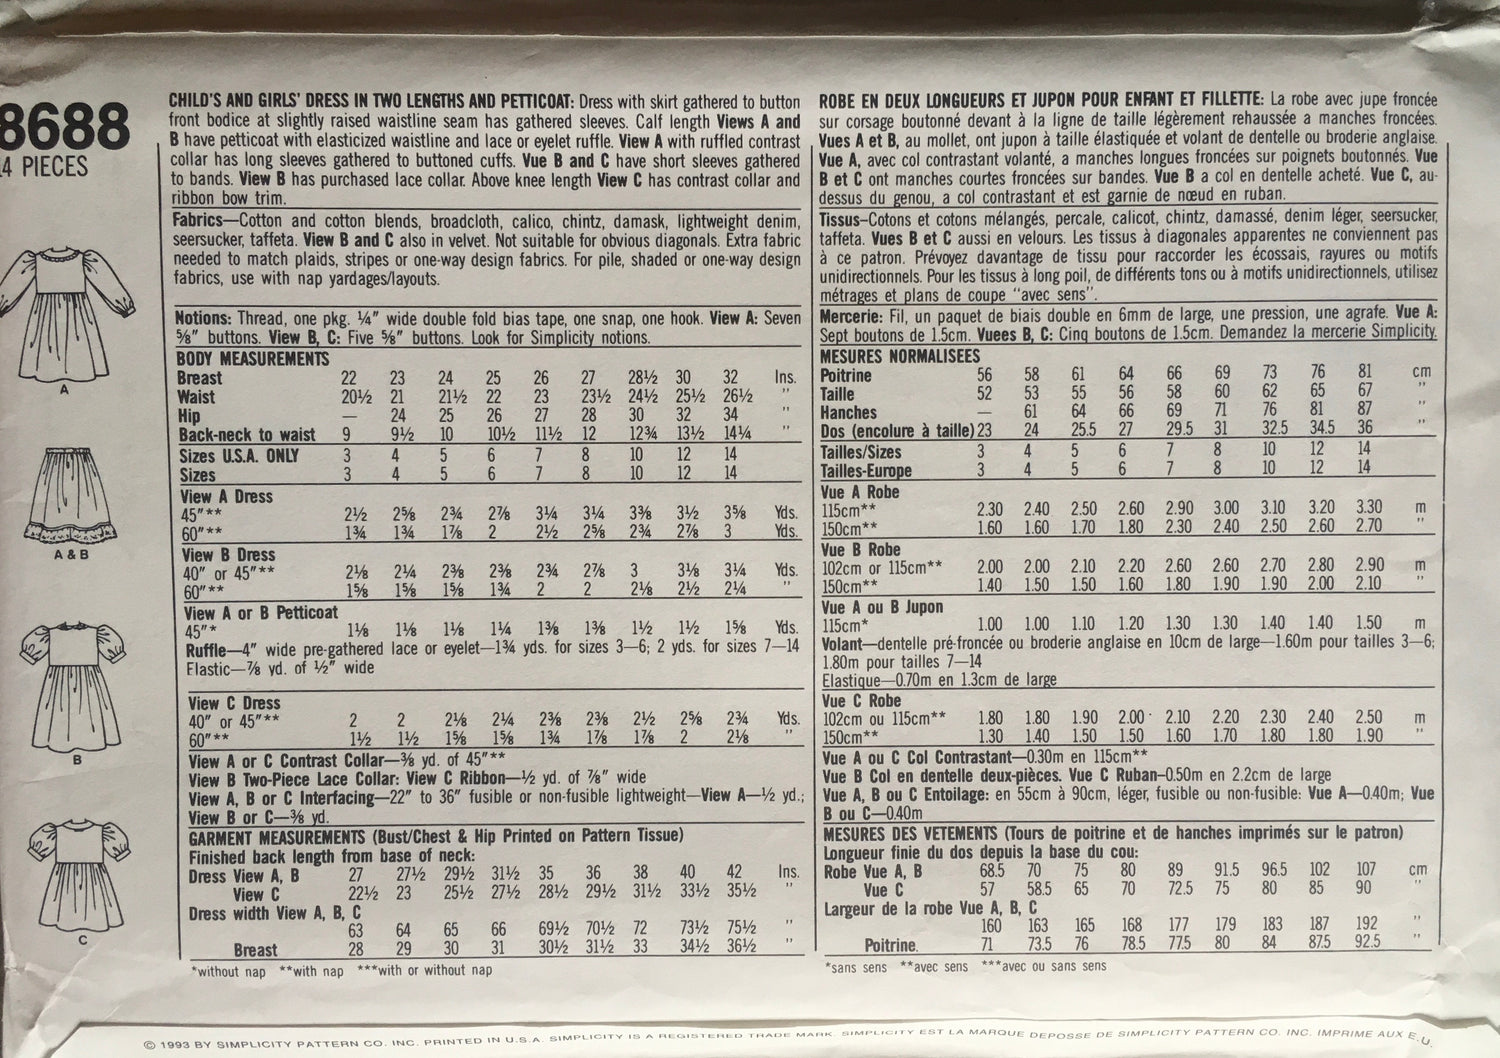 8688
14 PIECES
A
A & B
B
C
CHILD'S AND GIRLS' DRESS IN TWO LENGTHS AND PETTICOAT: Dress with skirt gathered to button
front bodice at slightly raised waistline seam has gathered sleeves. Calf length Views A and
B have petticoat with elasticized waistline and lace or eyelet ruffle. View A with ruffled contrast
collar has long sleeves gathered to buttoned cuffs. Vue B and C have short sleeves gathered
to bands. View B has purchased lace collar. Above knee length View C has contrast collar and
ribbon bow trim.
Fabrics—Cotton and cotton blends, broadcloth, calico, chintz, damask, lightweight denim,
seersucker, taffeta. View B and C also in velvet. Not suitable for obvious diagonals. Extra fabric
needed to match plaids, stripes or one-way design fabrics. For pile, shaded or one-way design
fabrics, use with nap yardages/layouts.
Notions: Thread, one pkg. ¼" wide double fold bias tape, one snap, one hook. View A: Seven
⅝" buttons. View B, C: Five ⅝" buttons. Look for Simplicity notions.
BODY MEASUREMENTS
Breast 22 23 24 25 26 27 28½ 30 32 Ins.
Waist 20½ 21 21½ 22 23 23½ 24½ 25½ 26½ "
Hip — 24 25 26 27 28 30 32 34 "
Back-neck to waist 9 9½ 10 10½ 11½ 12 12¾ 13½ 14¼ "
Sizes U.S.A. ONLY 3 4 5 6 7 8 10 12 14
Sizes 3 4 5 6 7 8 10 12 14
View A Dress
45"** 2½ 2⅝ 2¾ 2⅞ 3¼ 3¼ 3⅜ 3½ 3⅝ Yds.
60"** 1¾ 1¾ 1⅞ 2 2½ 2⅝ 2¾ 2⅞ 3 Yds.
View B Dress
40" or 45"** 2⅛ 2¼ 2⅜ 2⅜ 2¾ 2⅞ 3 3⅛ 3¼ Yds.
60"** 1⅝ 1⅝ 1⅝ 1¾ 2 2 2⅛ 2½ 2¼ "
View A or B Petticoat
45"* 1⅛ 1⅛ 1⅛ 1¼ 1⅜ 1⅜ 1½ 1½ 1⅝ Yds.
Ruffle—4" wide pre-gathered lace or eyelet—1¾ yds. for sizes 3—6; 2 yds. for sizes 7—14
Elastic—⅞ yd. of ½" wide
View C Dress
40" or 45"** 2 2 2⅛ 2¼ 2⅜ 2⅜ 2½ 2⅝ 2¾ Yds.
60"** 1½ 1½ 1⅝ 1⅝ 1¾ 1⅞ 1⅞ 2 2⅛ "
View A or C Contrast Collar—⅜ yd. of 45"**
View B Two-Piece Lace Collar: View C Ribbon—½ yd. of ⅞" wide
View A, B or C Interfacing—22" to 36" fusible or non-fusible lightweight—View A—½ yd.;
View B or C—⅜ yd.
GARMENT MEASUREMENTS (Bust/Chest & Hip Printed on Pattern Tissue)
Finished back length from base of neck:
Dress View A, B 27 27½ 29½ 31½ 35 36 38 40 42 Ins.
View C 22½ 23 25½ 27½ 28½ 29½ 31½ 33½ 35½ "
Dress width View A, B, C
63 64 65 66 69½ 70½ 72 73½ 75½ "
Breast 28 29 30 31 30½ 31½ 33 34½ 36½ "
*without nap **with nap ***with or without nap
ROBE EN DEUX LONGUEURS ET JUPON POUR ENFANT ET FILLETTE: La robe avec jupe froncée
sur corsage boutonné devant à la ligne de taille légèrement rehaussée a manches froncées.
Vues A et B, au mollet, ont jupon à taille élastiquée et volant de dentelle ou broderie anglaise.
Vue A, avec col contrastant volanté, a manches longues froncées sur poignets boutonnés. Vue
B et C ont manches courtes froncées sur bandes. Vue B a col en dentelle acheté. Vue C, au-
dessus du genou, a col contrastant et est garnie de nœud en ruban.
Tissus—Cotons et cotons mélangés, percale, calicot, chintz, damassé, denim léger, seersucker,
taffeta. Vues B et C aussi en velours. Les tissus à diagonales apparentes ne conviennent pas
à ce patron. Prévoyez davantage de tissu pour raccorder les écossais, rayures ou motifs
unidirectionnels. Pour les tissus à long poil, de différents tons ou à motifs unidirectionnels, utilisez
métrages et plans de coupe "avec sens".
Mercerie: Fil, un paquet de biais double en 6mm de large, une pression, une agrafe. Vue A:
Sept boutons de 1.5cm. Vuees B, C: Cinq boutons de 1.5cm. Demandez la mercerie Simplicity.
MESURES NORMALISEES
Poitrine 56 58 61 64 66 69 73 76 81 cm
Taille 52 53 55 56 58 60 62 65 67 "
Hanches — 61 64 66 69 71 76 81 87 "
Dos (encolure à taille) 23 24 25.5 27 29.5 31 32.5 34.5 36 "
Tailles/Sizes 3 4 5 6 7 8 10 12 14
Tailles-Europe 3 4 5 6 7 8 10 12 14
Vue A Robe
115cm** 2.30 2.40 2.50 2.60 2.90 3.00 3.10 3.20 3.30 m
150cm** 1.60 1.60 1.70 1.80 2.30 2.40 2.50 2.60 2.70 "
Vue B Robe
102cm or 115cm** 2.00 2.00 2.10 2.20 2.60 2.60 2.70 2.80 2.90 m
150cm** 1.40 1.50 1.50 1.60 1.80 1.90 1.90 2.00 2.10 "
Vue A ou B Jupon
115cm* 1.00 1.00 1.10 1.20 1.30 1.30 1.40 1.40 1.50 m
Volant—dentelle pré-froncée ou broderie anglaise en 10cm de large—1.60m pour tailles 3—6;
1.80m pour tailles 7—14
Elastique—0.70m en 1.3cm de large
Vue C Robe
102cm ou 115cm** 1.80 1.80 1.90 2.00 2.10 2.20 2.30 2.40 2.50 m
150cm** 1.30 1.40 1.50 1.50 1.60 1.70 1.80 1.80 1.90 "
Vue A ou C Col Contrastant—0.30m en 115cm**
Vue B Col en dentelle deux-pièces. Vue C Ruban—0.50m en 2.2cm de large
Vue A, B ou C Entoilage: en 55cm à 90cm, léger, fusible ou non-fusible: Vue A—0.40m; Vue
B ou C—0.40m
MESURES DES VETEMENTS (Tours de poitrine et de hanches imprimés sur le patron)
Longueur finie du dos depuis la base du cou:
Robe Vue A, B 68.5 70 75 80 89 91.5 96.5 102 107 cm
Vue C 57 58.5 65 70 72.5 75 80 85 90 "
Largeur de la robe Vue A, B, C
160 163 165 168 177 179 183 187 192 "
Poitrine. 71 73.5 76 78.5 77.5 80 84 87.5 92.5 "
*sans sens **avec sens ***avec ou sans sens
© 1993 BY SIMPLICITY PATTERN CO. INC. PRINTED IN U.S.A. SIMPLICITY IS A REGISTERED TRADE MARK. SIMPLICITY EST LA MARQUE DEPOSSE DE SIMPLICITY PATTERN CO. INC. IMPRIME AUX E.U.